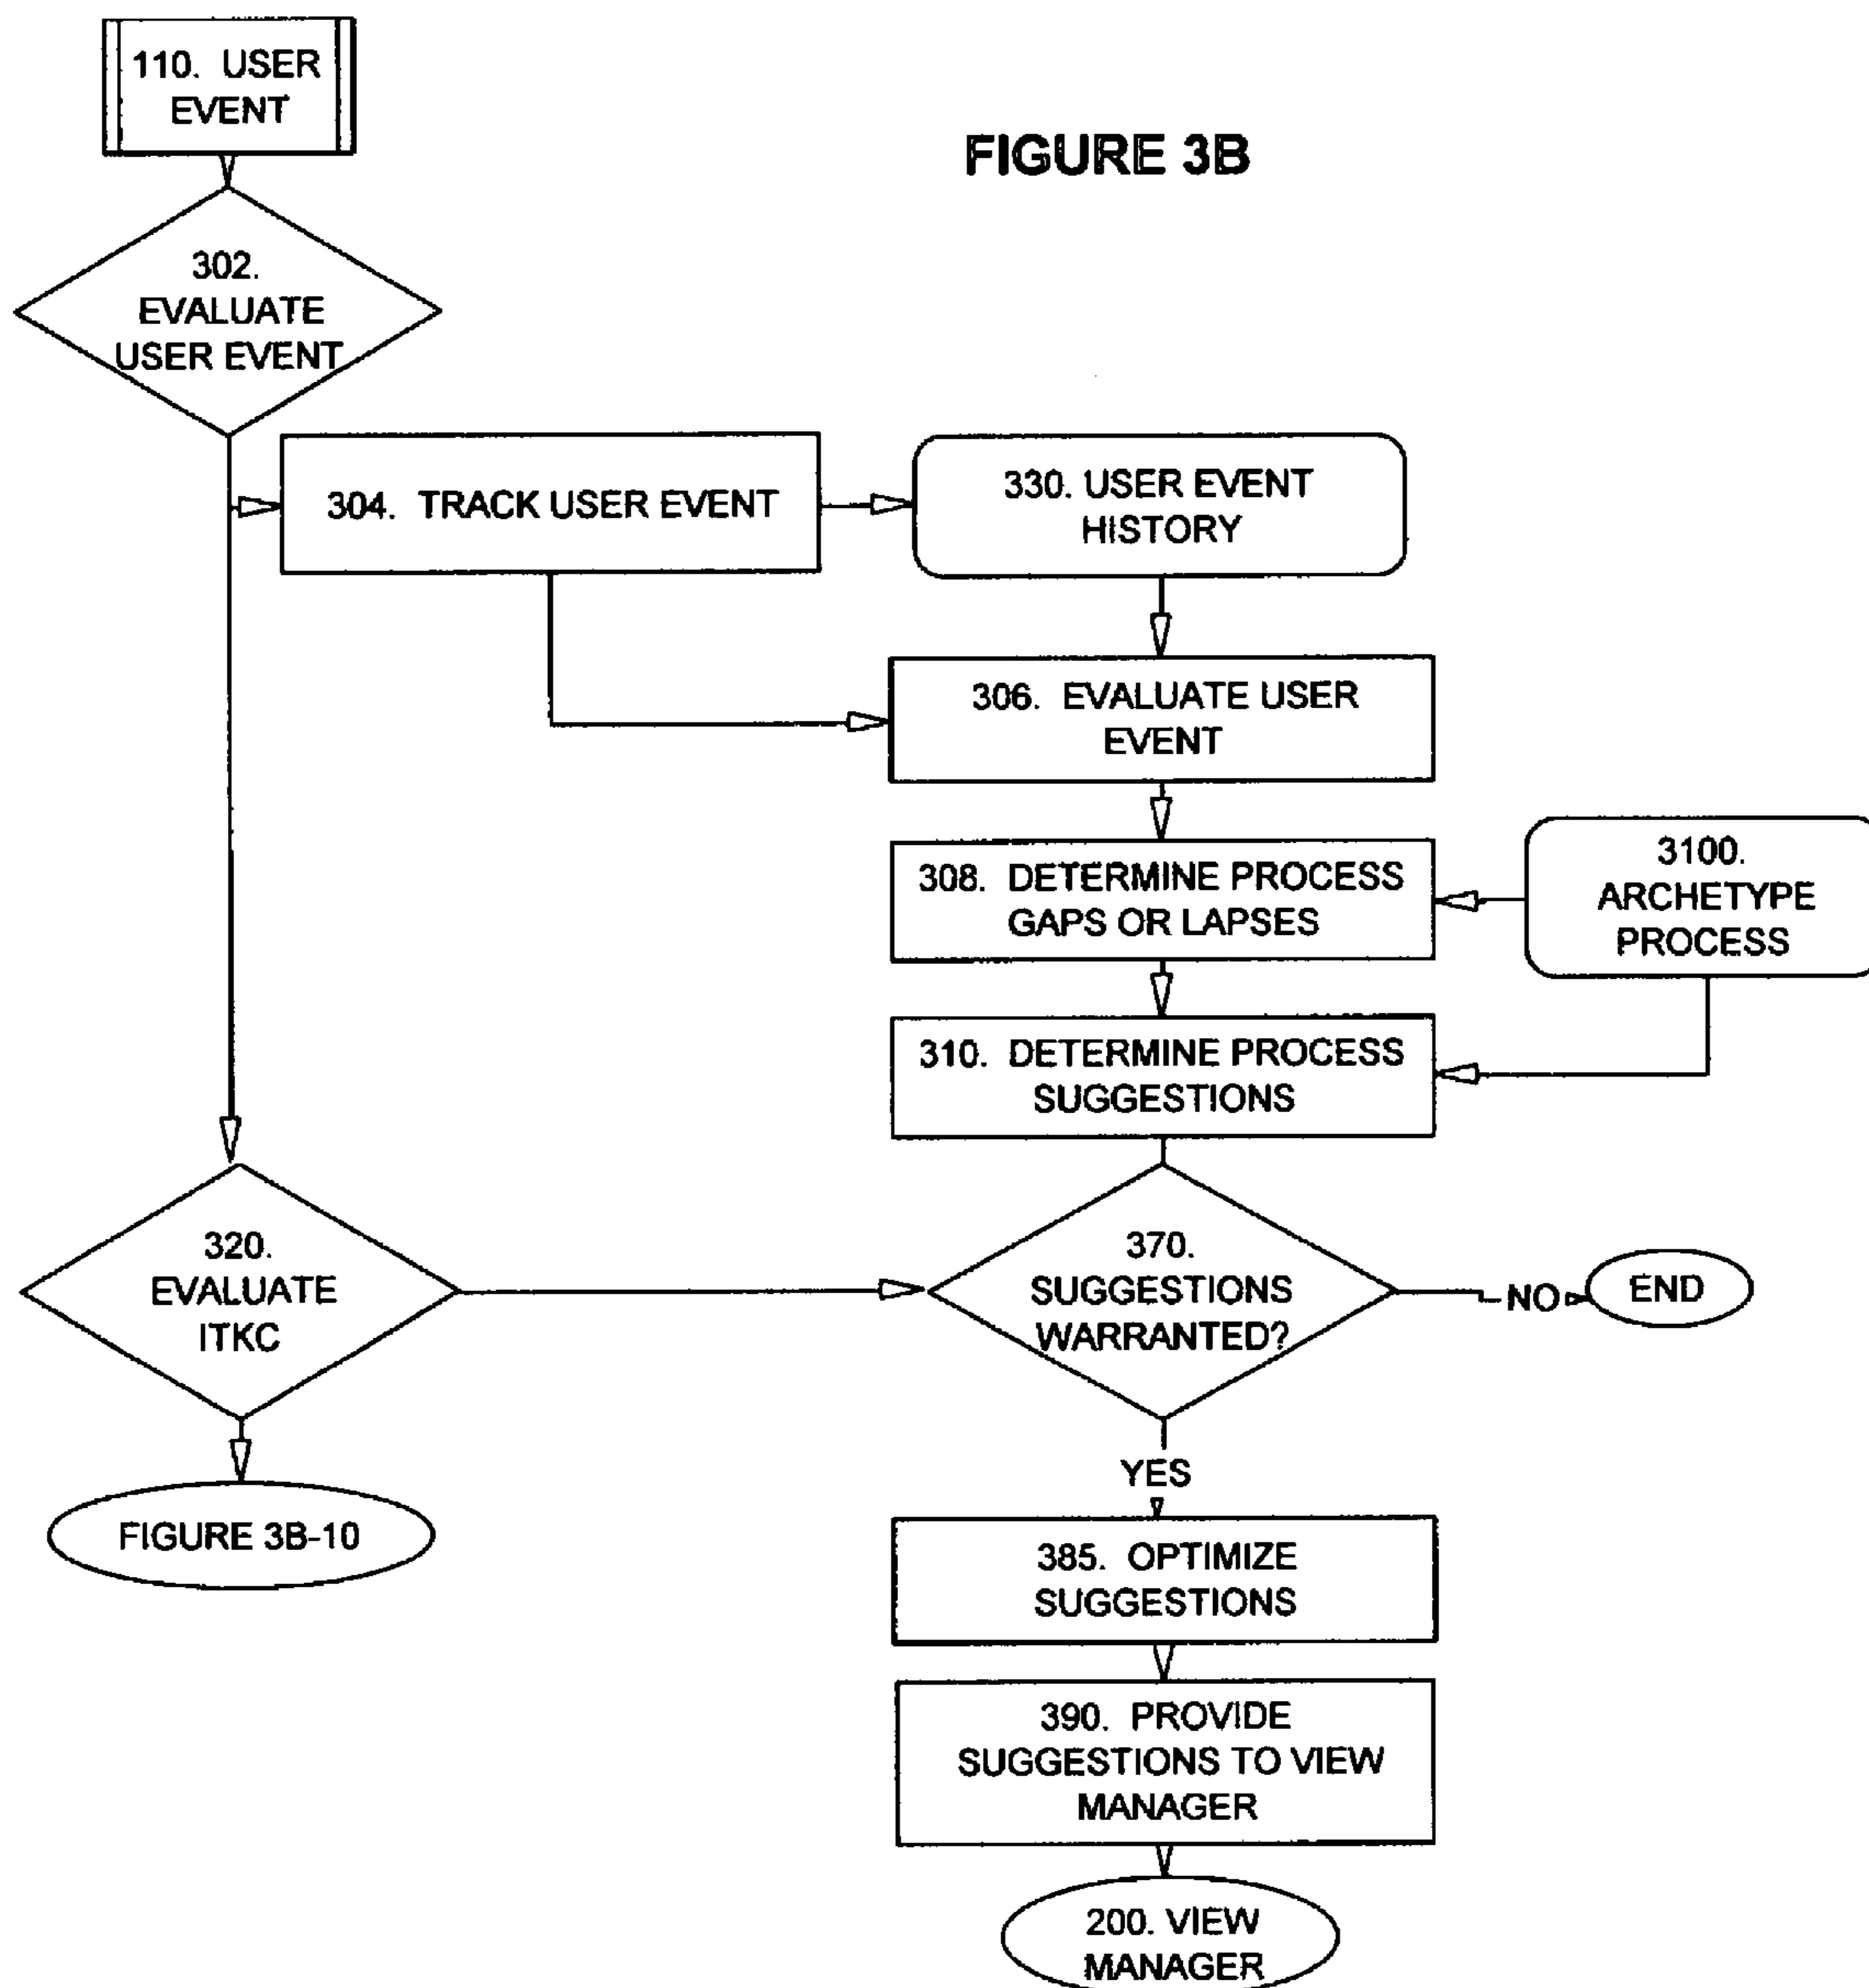 110. USER
EVENT
FIGURE 3B
302.
EVALUATE
USER EVENT
304. TRACK USER EVENT
330. USER EVENT
HISTORY
306. EVALUATE USER
EVENT
308. DETERMINE PROCESS
GAPS OR LAPSES
3100.
ARCHETYPE
PROCESS
310. DETERMINE PROCESS
SUGGESTIONS
320.
EVALUATE
ITKC
370.
SUGGESTIONS
WARRANTED?
NO
END
YES
FIGURE 3B-10
385. OPTIMIZE
SUGGESTIONS
390. PROVIDE
SUGGESTIONS TO VIEW
MANAGER
200. VIEW
MANAGER